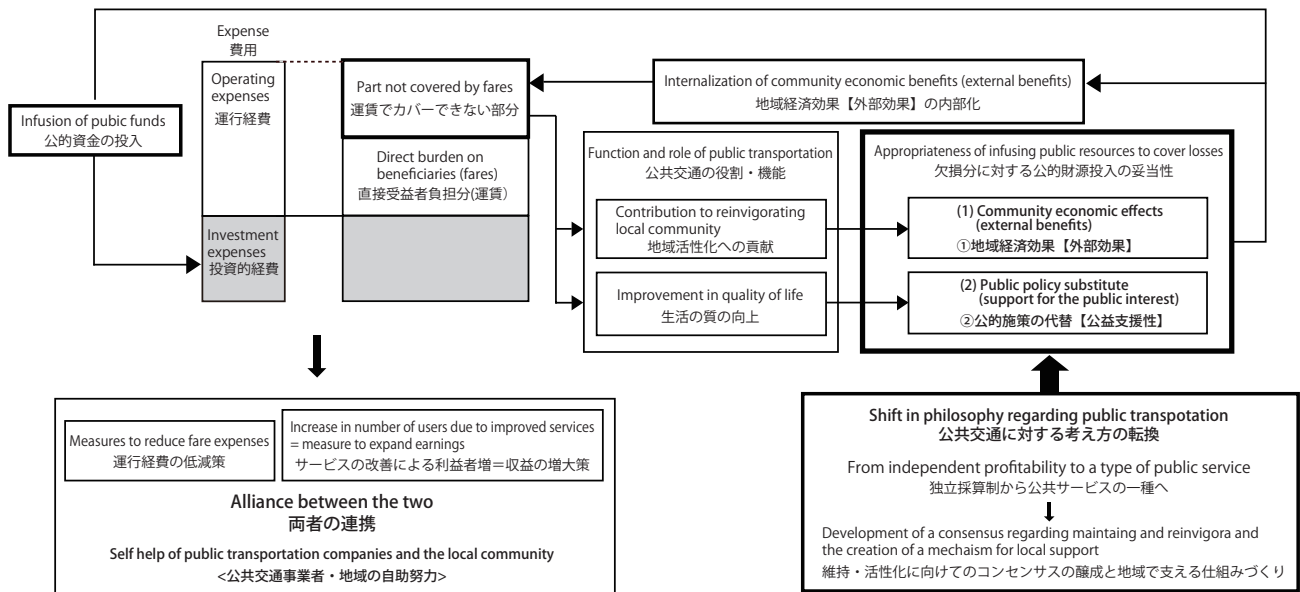 Expense
費用
Operating
expenses
運行経費
Part not covered by fares
運賃でカバーできない部分
Internalization of community economic benefits (external benefits)
地域経済効果【外部効果】の内部化
Infusion of pubic funds
公的資金の投入
Direct burden on
beneficiaries (fares)
直接受益者負担分(運賃）
Investment
expenses
投資的経費
Function and role of public transportation
公共交通の役割・機能
Contribution to reinvigorating
local community
地域活性化への貢献
Improvement in quality of life
生活の質の向上
Appropriateness of infusing public resources to cover losses
欠損分に対する公的財源投入の妥当性
(1) Community economic effects
(external benefits)
①地域経済効果【外部効果】
(2) Public policy substitute
(support for the public interest)
②公的施策の代替【公益支援性】
Measures to reduce fare expenses
運行経費の低減策
Increase in number of users due to improved services
= measure to expand earnings
サービスの改善による利益者増＝収益の増大策
Alliance between the two
両者の連携
Self help of public transportation companies and the local community
<公共交通事業者・地域の自助努力>
Shift in philosophy regarding public transpotation
公共交通に対する考え方の転換
From independent profitability to a type of public service
独立採算制から公共サービスの一種へ
Development of a consensus regarding maintaing and reinvigora and
the creation of a mechaism for local support
維持・活性化に向けてのコンセンサスの醸成と地域で支える仕組みづくり